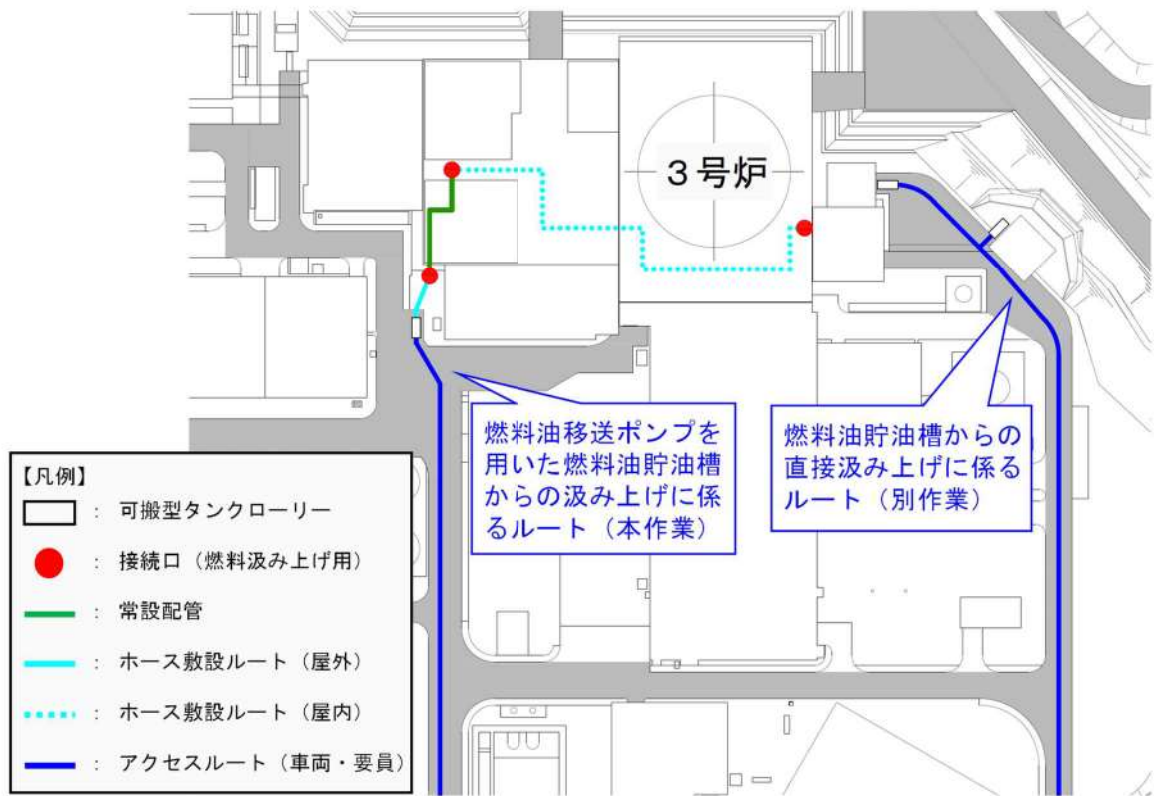 3号炉
燃料油移送ポンプを
用いた燃料油貯油槽
からの汲み上げに係
るルート（本作業）
燃料油貯油槽からの
直接汲み上げに係る
ルート（別作業）
【凡例】
： 可搬型タンクローリー
： 接続口（燃料汲み上げ用）
： 常設配管
： ホース敷設ルート（屋外）
： ホース敷設ルート（屋内）
： アクセスルート（車両・要員）